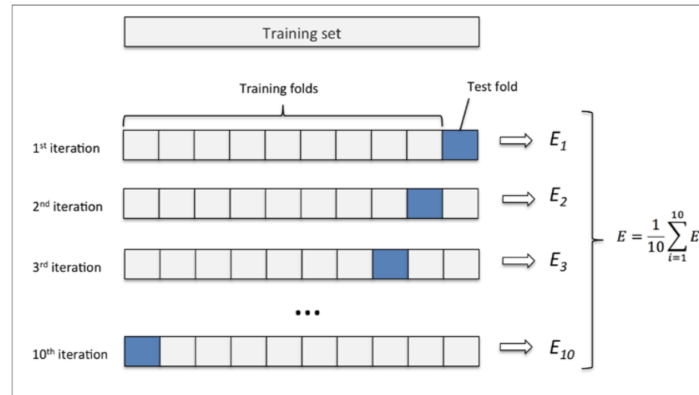 Training set
Training folds
Test fold
1st iteration
E1
2nd iteration
E2
3rd iteration
E3
...
10th iteration
E10
E = 1/10 10∑i=1 E